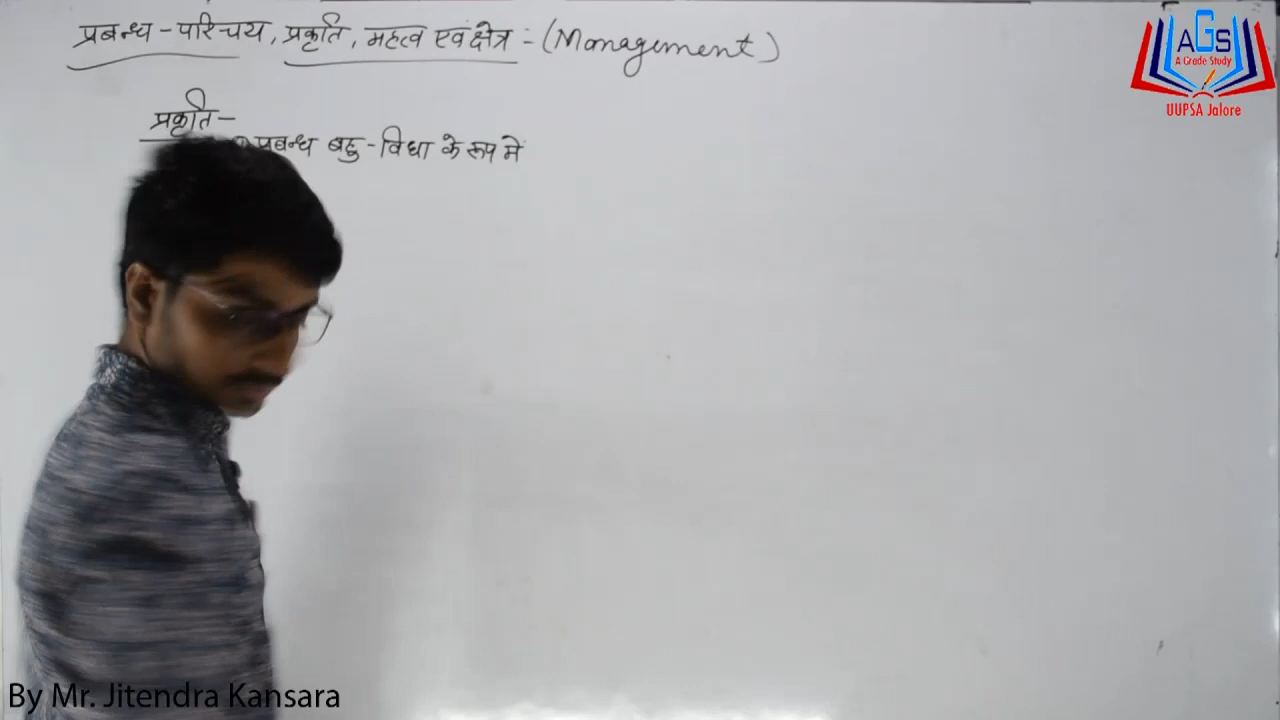 प्रबन्ध - परिचय, प्रकृति, महत्व एवं क्षेत्र :- (Management)
AGS
A Grade Study
UUPSA Jalore
प्रकृति -
प्रबन्ध बहु - विधा के रूप में
By Mr. Jitendra Kansara